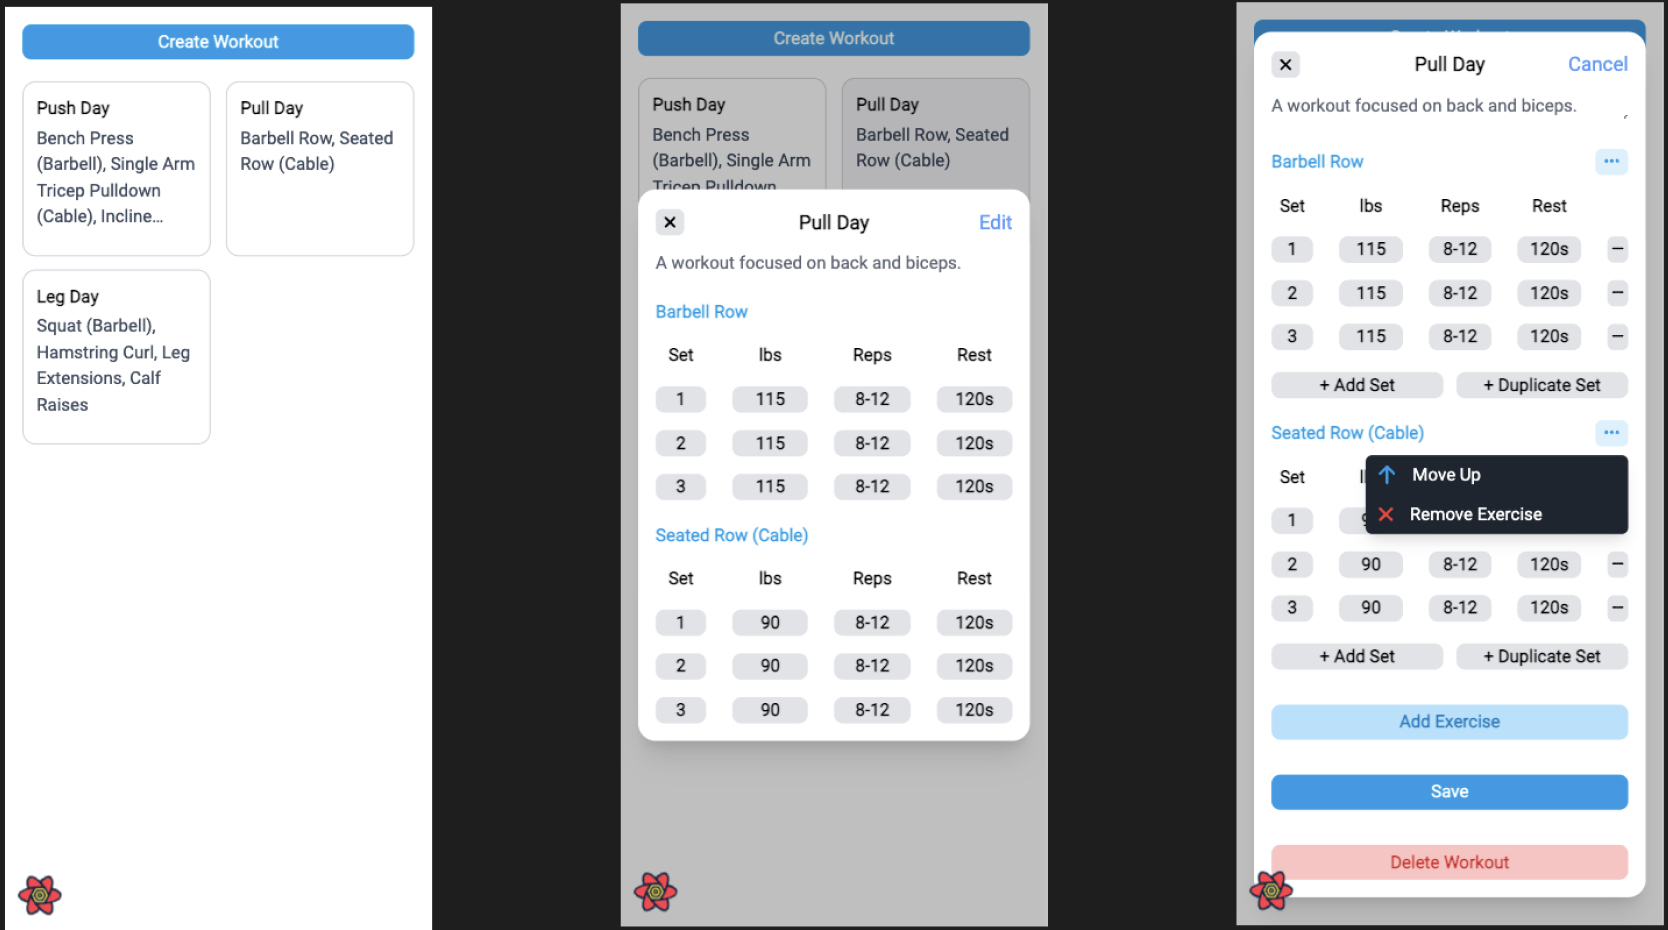 Create Workout
Push Day
Bench Press
(Barbell), Single Arm
Tricep Pulldown
(Cable), Incline...
Pull Day
Barbell Row, Seated
Row (Cable)
Leg Day
Squat (Barbell),
Hamstring Curl, Leg
Extensions, Calf
Raises
Create Workout
Push Day
Bench Press
(Barbell), Single Arm
Tricep Pulldown
Pull Day
Barbell Row, Seated
Row (Cable)
Pull Day Edit
A workout focused on back and biceps.
Barbell Row
Set lbs Reps Rest
1 115 8-12 120s
2 115 8-12 120s
3 115 8-12 120s
Seated Row (Cable)
Set lbs Reps Rest
1 90 8-12 120s
2 90 8-12 120s
3 90 8-12 120s
Pull Day Cancel
A workout focused on back and biceps.
Barbell Row ...
Set lbs Reps Rest
1 115 8-12 120s –
2 115 8-12 120s –
3 115 8-12 120s –
+ Add Set + Duplicate Set
Seated Row (Cable) ...
Set
Move Up
Remove Exercise
1
2 90 8-12 120s –
3 90 8-12 120s –
+ Add Set + Duplicate Set
Add Exercise
Save
Delete Workout